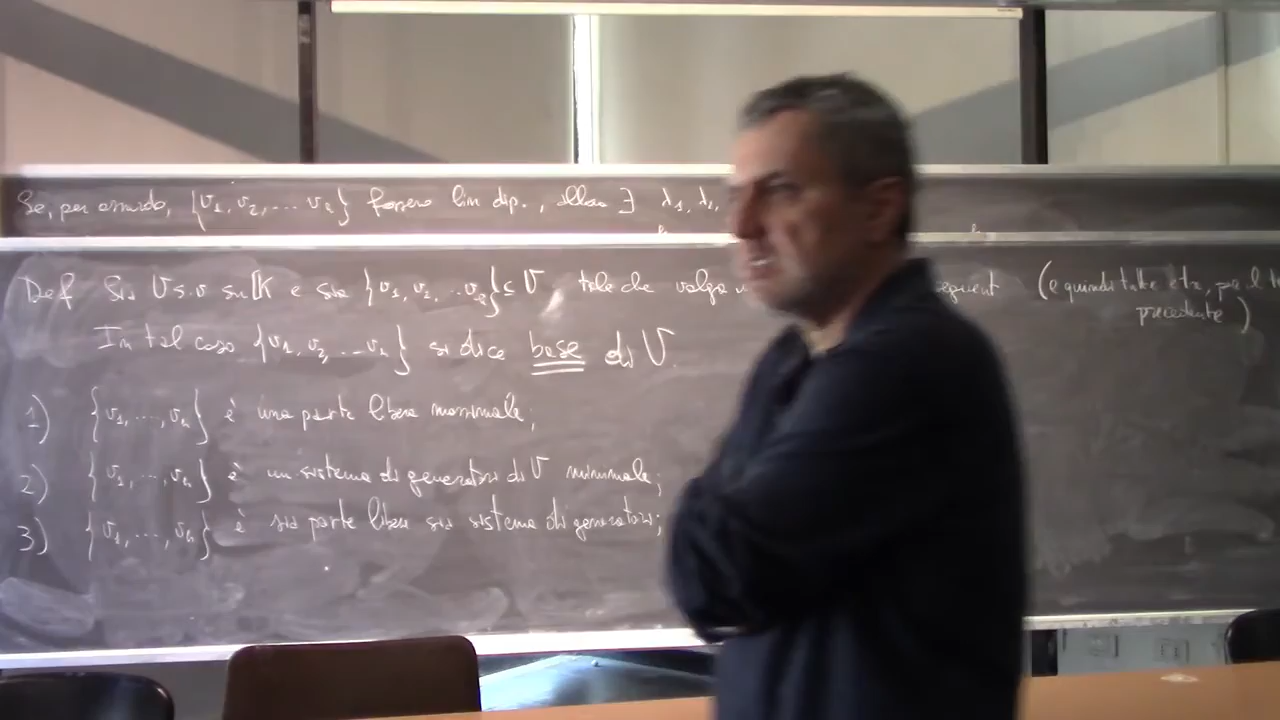 Se, per assurdo, {v₁, v₂, ... vₙ} fossero lin dip., allora ∃ λ₁, λ₂,
Def Sia V s.v su K e sia {v₁, v₂, ... vₙ} ⊆ V tale che valga (e quindi tutte e tre, per il
precedente)
In tal caso {v₁, v₂, ... vₙ} si dice base di V.
1) {v₁, ..., vₙ} è una parte libera massimale;
2) {v₁, ..., vₙ} è un sistema di generatori di V minimale;
3) {v₁, ..., vₙ} è sia parte libera sia sistema di generatori;